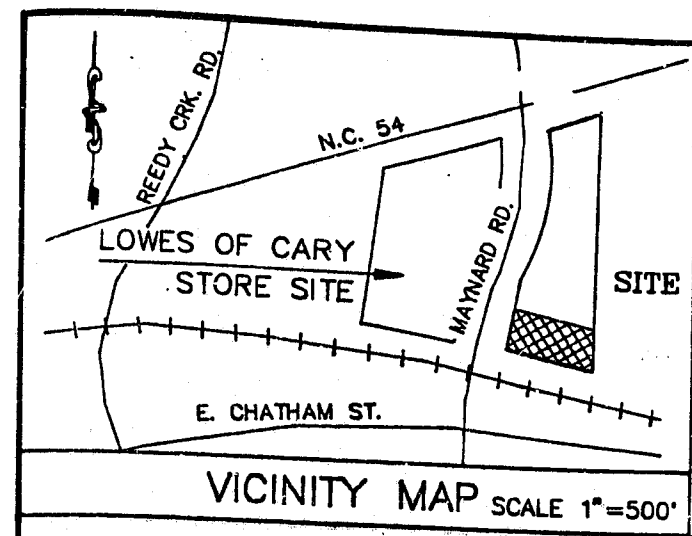 REEDY CRK. RD.
N.C. 54
LOWES OF CARY
STORE SITE
MAYNARD RD.
SITE
E. CHATHAM ST.
VICINITY MAP SCALE 1"=500'